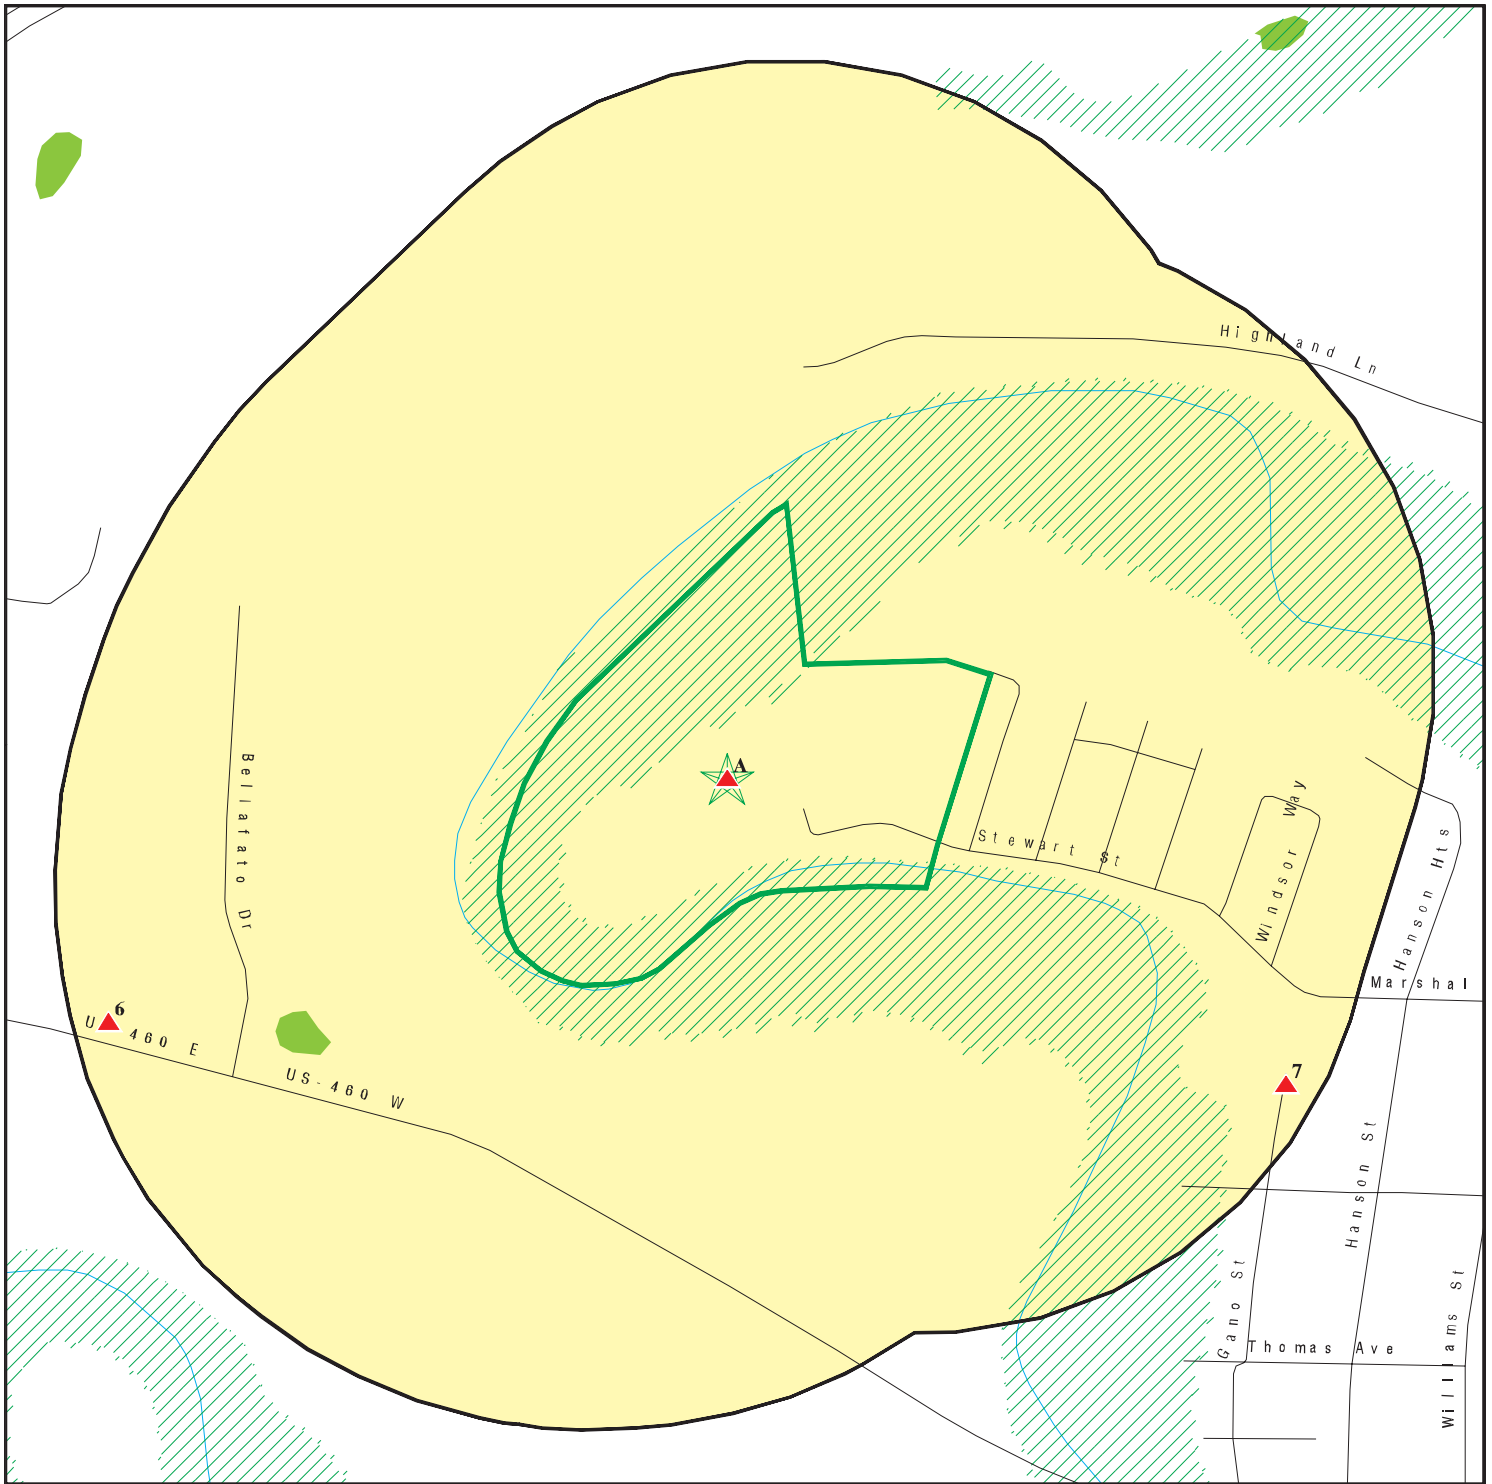 Highland Ln
Bellafato Dr
A
Stewart St
Windsor Way
Hanson Hts
Marshal
6
U 460 E
US-460 W
7
Hanson St
Gano St
Thomas Ave
Williams St